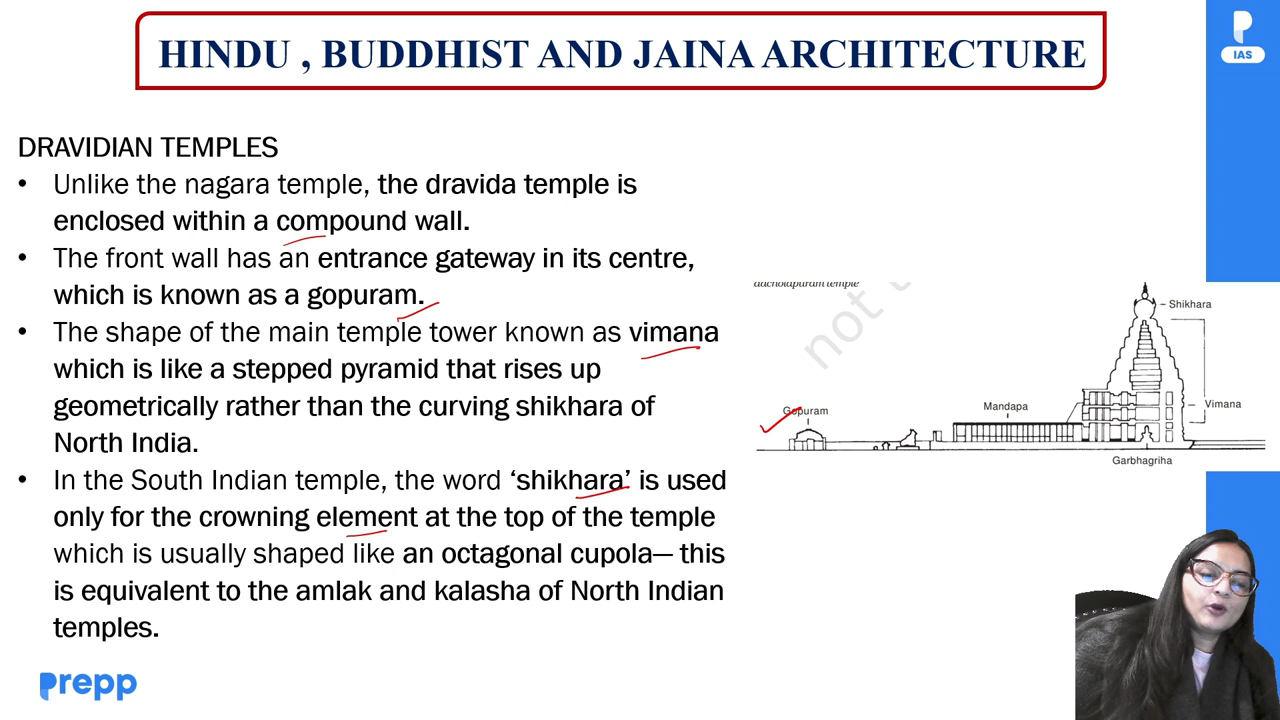 HINDU , BUDDHIST AND JAINA ARCHITECTURE
IAS
DRAVIDIAN TEMPLES
• Unlike the nagara temple, the dravida temple is
enclosed within a compound wall.
• The front wall has an entrance gateway in its centre,
which is known as a gopuram.
• The shape of the main temple tower known as vimana
which is like a stepped pyramid that rises up
geometrically rather than the curving shikhara of
North India.
• In the South Indian temple, the word ‘shikhara’ is used
only for the crowning element at the top of the temple
which is usually shaped like an octagonal cupola— this
is equivalent to the amlak and kalasha of North Indian
temples.
temple
not
Shikhara
Gopuram
Mandapa
Vimana
Garbhagriha
prepp